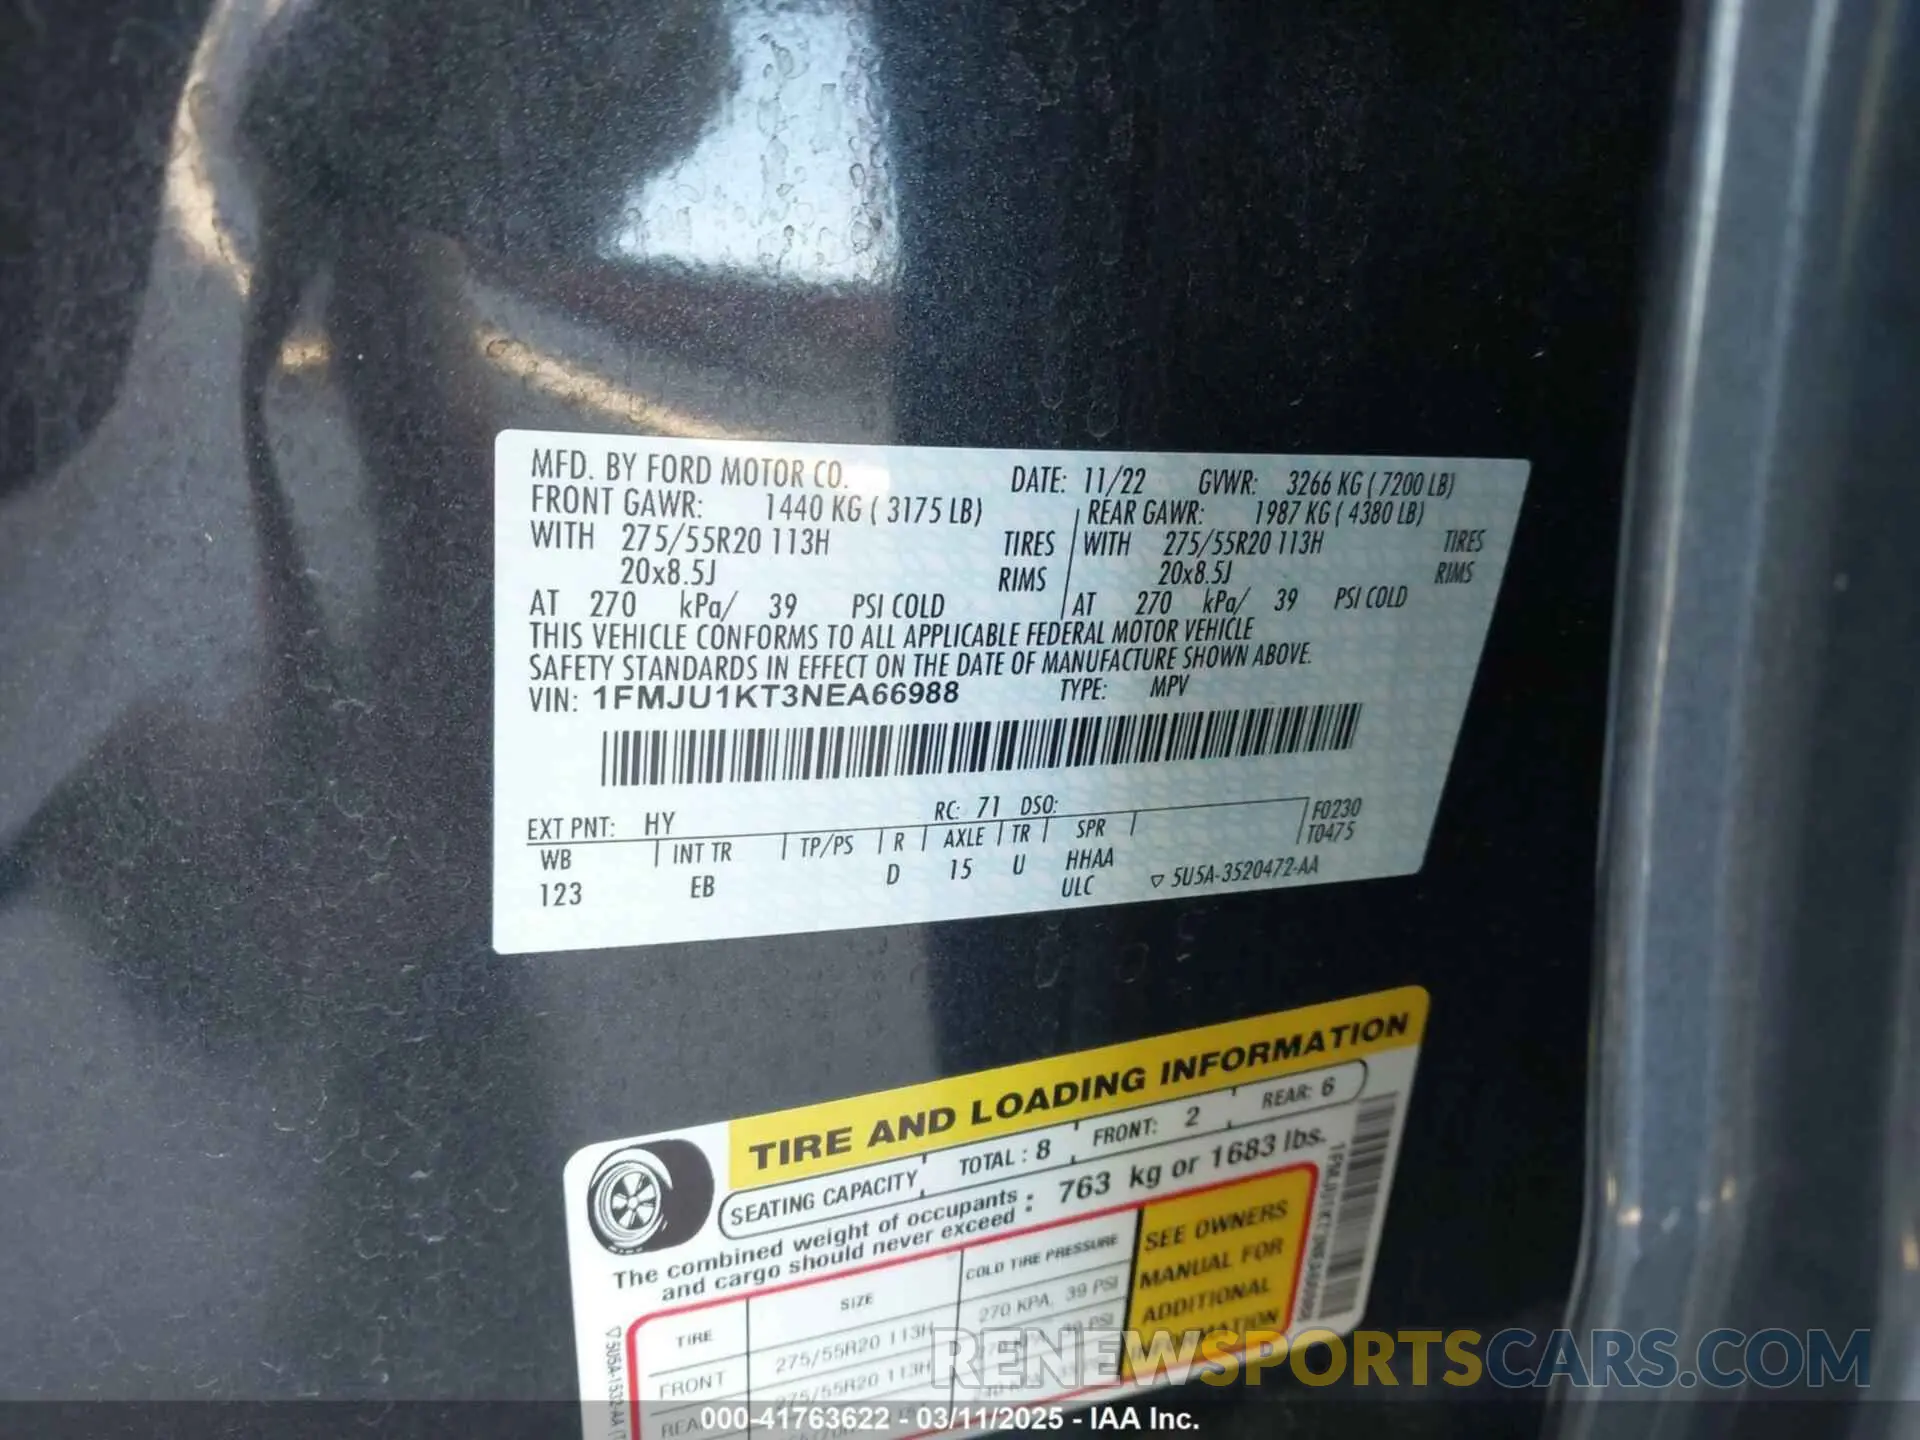 MFD. BY FORD MOTOR CO. DATE: 11/22 GVWR: 3266 KG ( 7200 LB)
FRONT GAWR: 1440 KG ( 3175 LB) REAR GAWR: 1987 KG ( 4380 LB)
WITH 275/55R20 113H TIRES WITH 275/55R20 113H TIRES
20x8.5J RIMS 20x8.5J RIMS
AT 270 kPa/ 39 PSI COLD AT 270 kPa/ 39 PSI COLD
THIS VEHICLE CONFORMS TO ALL APPLICABLE FEDERAL MOTOR VEHICLE
SAFETY STANDARDS IN EFFECT ON THE DATE OF MANUFACTURE SHOWN ABOVE.
VIN: 1FMJU1KT3NEA66988 TYPE: MPV
EXT PNT: HY RC: 71 DSO: F0230
WB INT TR TP/PS R AXLE TR SPR T0475
123 EB D 15 U HHAA
ULC ▽ 5U5A-3520472-AA
TIRE AND LOADING INFORMATION
SEATING CAPACITY TOTAL : 8 FRONT: 2 REAR: 6
The combined weight of occupants and cargo should never exceed : 763 kg or 1683 lbs.
TIRE SIZE COLD TIRE PRESSURE
FRONT 275/55R20 113H 270 KPA, 39 PSI
275/55R20 113H 39 PSI
SEE OWNERS
MANUAL FOR
ADDITIONAL
INFORMATION
RENEWSPORTSCARS.COM
000-41763622 - 03/11/2025 - IAA Inc.